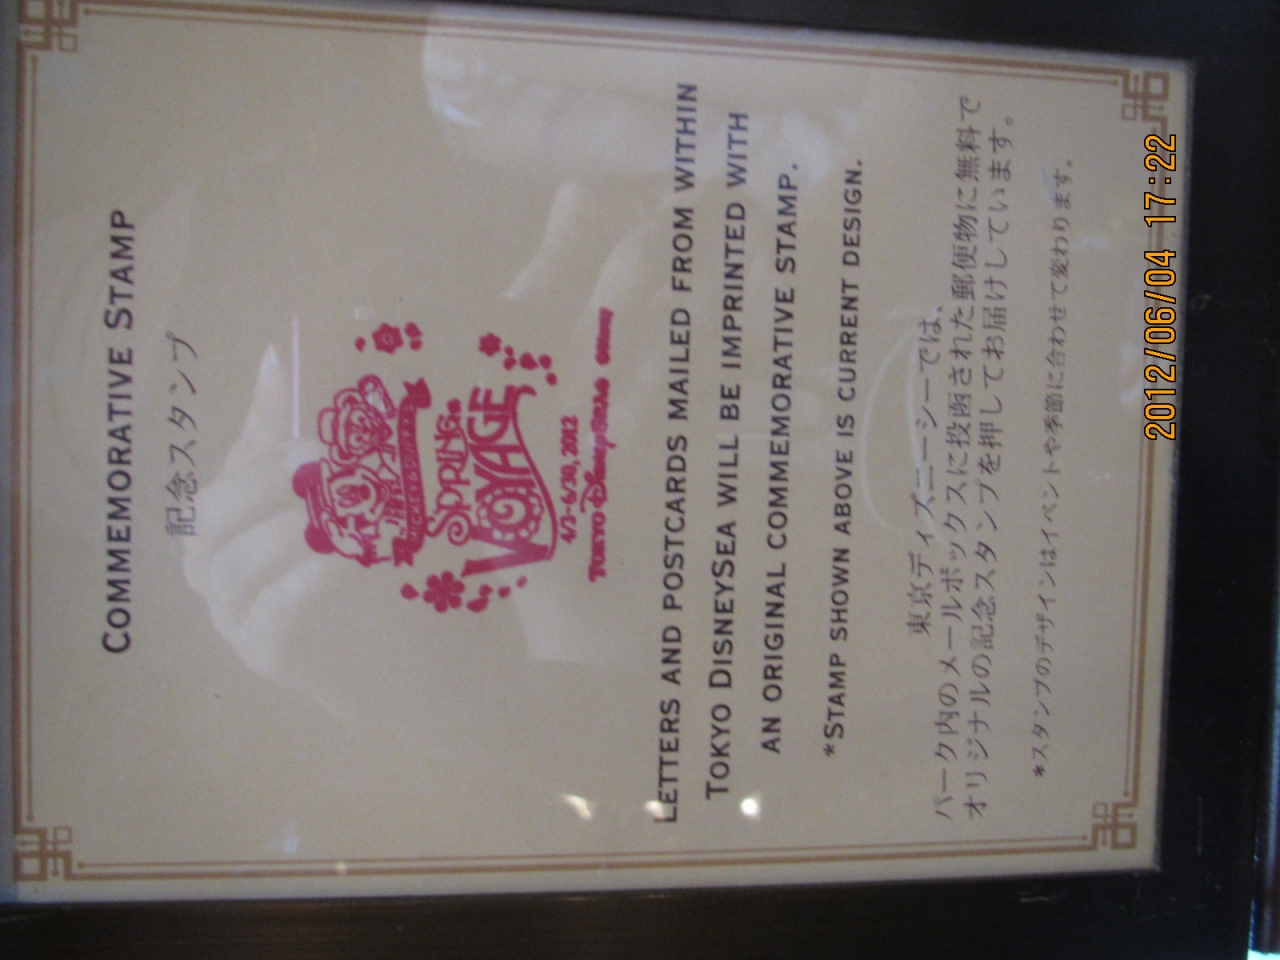 COMMEMORATIVE STAMP
記念スタンプ
MICKEY & DUFFY'S
SPRING
VOYAGE
4/3-6/30, 2012
TOKYO DisneySEA ©DISNEY
LETTERS AND POSTCARDS MAILED FROM WITHIN
TOKYO DISNEYSEA WILL BE IMPRINTED WITH
AN ORIGINAL COMMEMORATIVE STAMP.
*STAMP SHOWN ABOVE IS CURRENT DESIGN.
東京ディズニーシーでは、
パーク内のメールボックスに投函された郵便物に無料で
オリジナルの記念スタンプを押してお届けしています。
*スタンプのデザインはイベントや季節に合わせて変わります。
2012/06/04 17:22